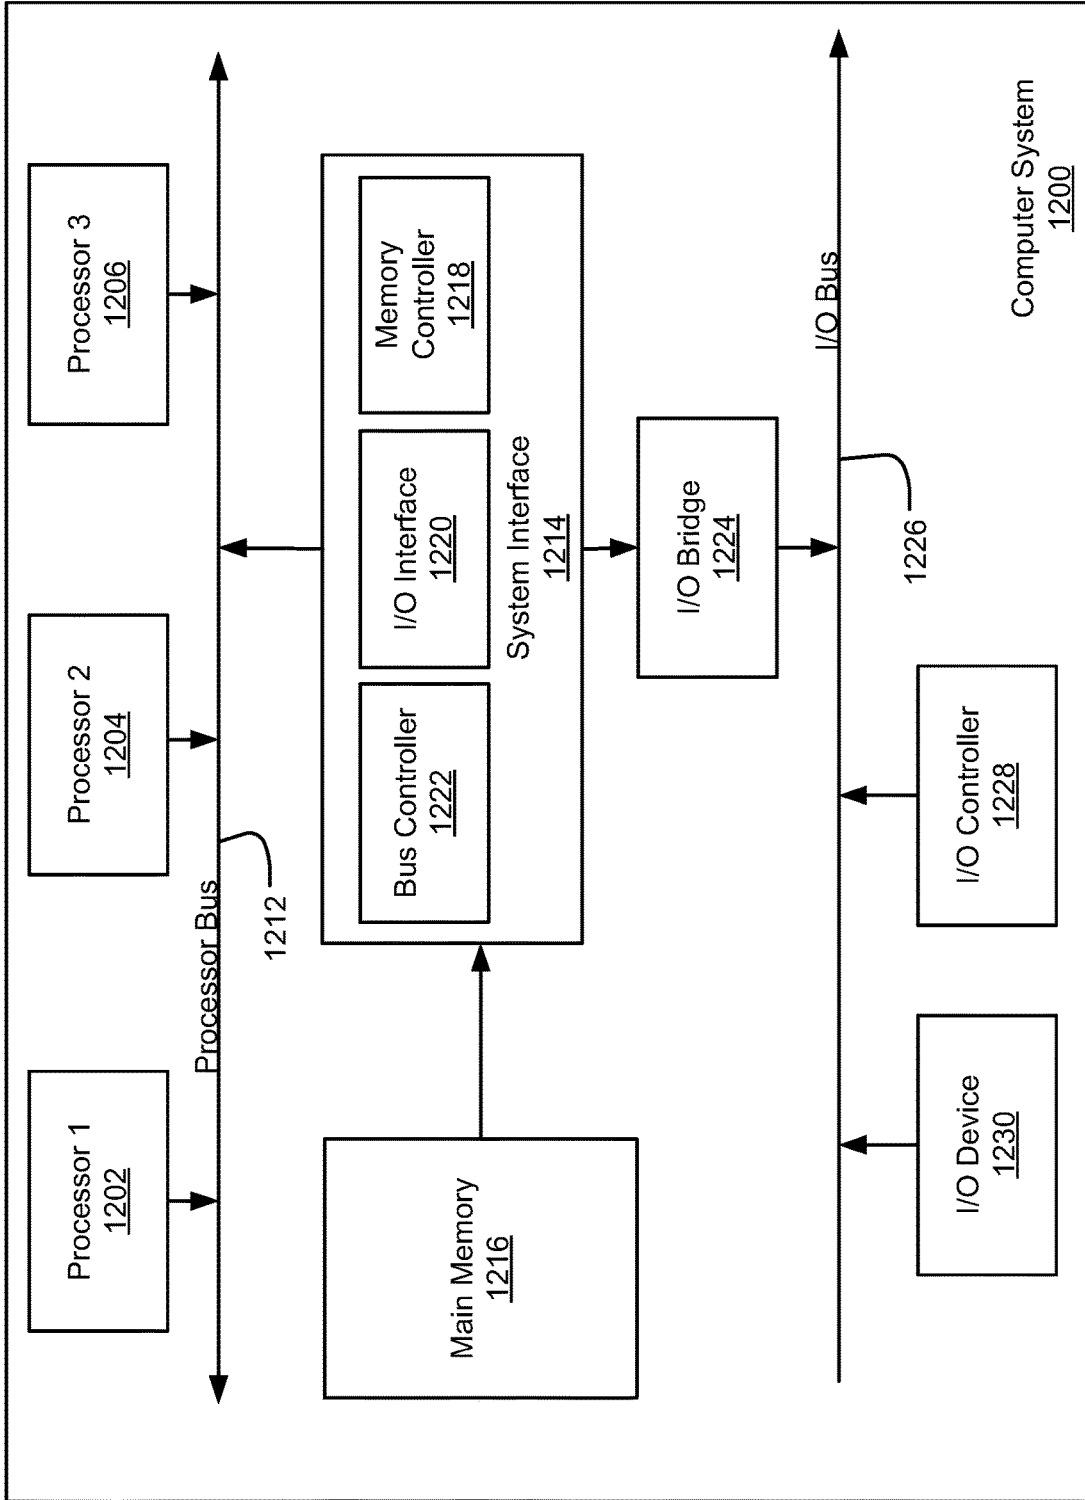 Processor 1
1202
Processor 2
1204
Processor 3
1206
Processor Bus
1212
Main Memory
1216
Bus Controller
1222
I/O Interface
1220
Memory
Controller
1218
System Interface
1214
I/O Bridge
1224
I/O Bus
1226
I/O Device
1230
I/O Controller
1228
Computer System
1200